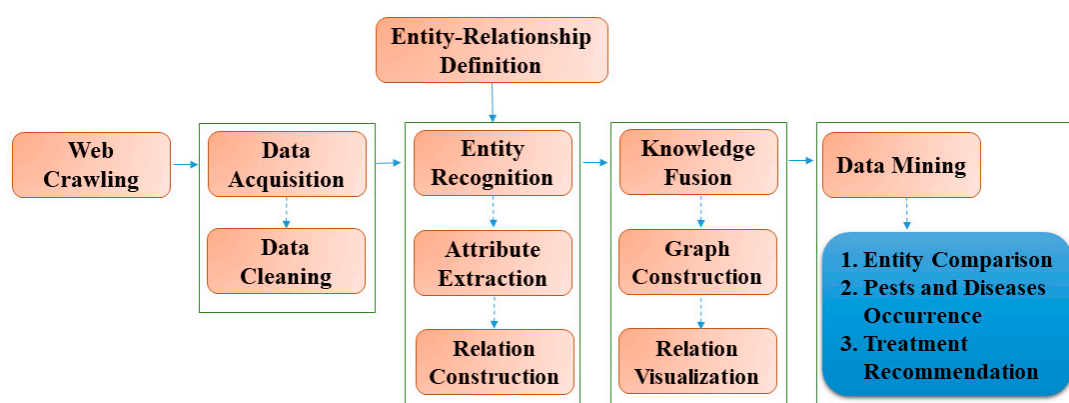 Entity-Relationship
Definition
Web
Crawling
Data
Acquisition
Data
Cleaning
Entity
Recognition
Attribute
Extraction
Relation
Construction
Knowledge
Fusion
Graph
Construction
Relation
Visualization
Data Mining
1. Entity Comparison
2. Pests and Diseases
Occurrence
3. Treatment
Recommendation